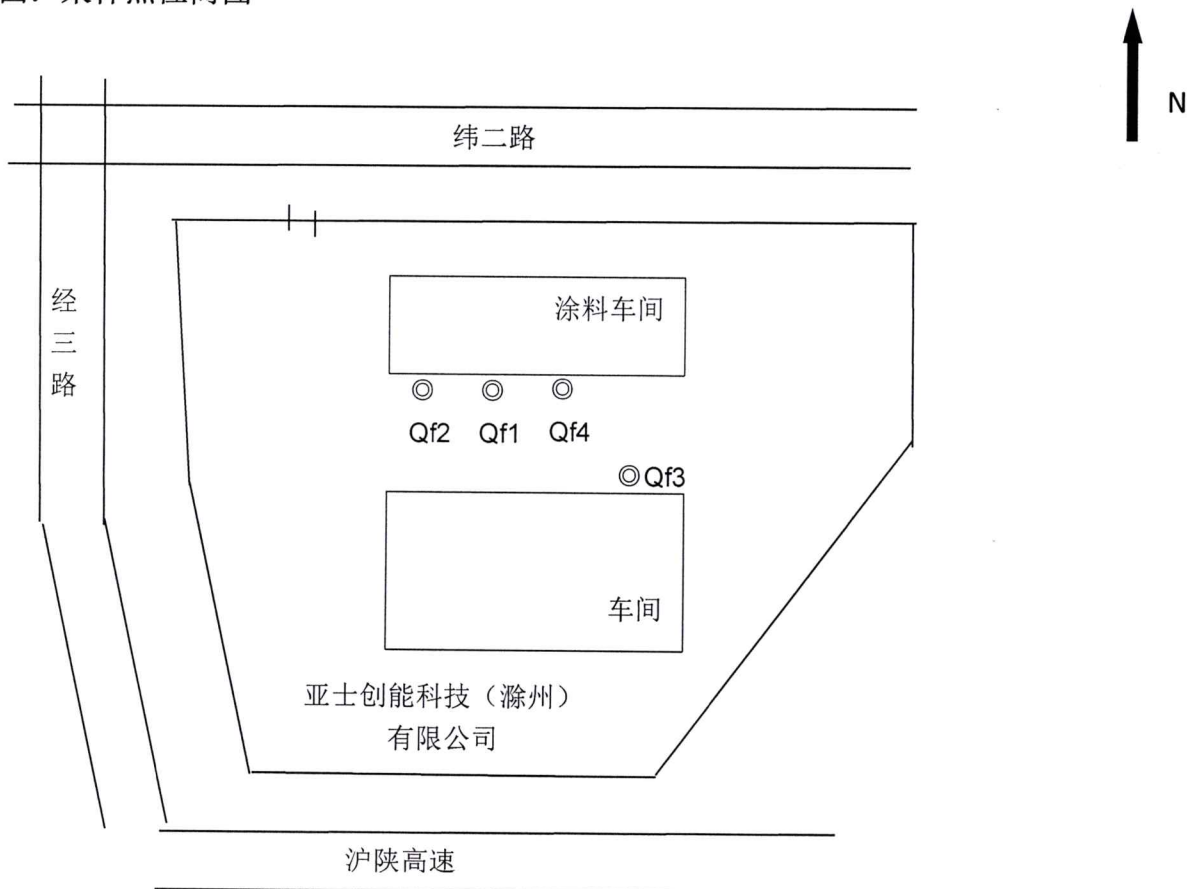 N
纬二路
经
三
路
涂料车间
Qf2 Qf1 Qf4
Qf3
车间
亚士创能科技（滁州）
有限公司
沪陕高速